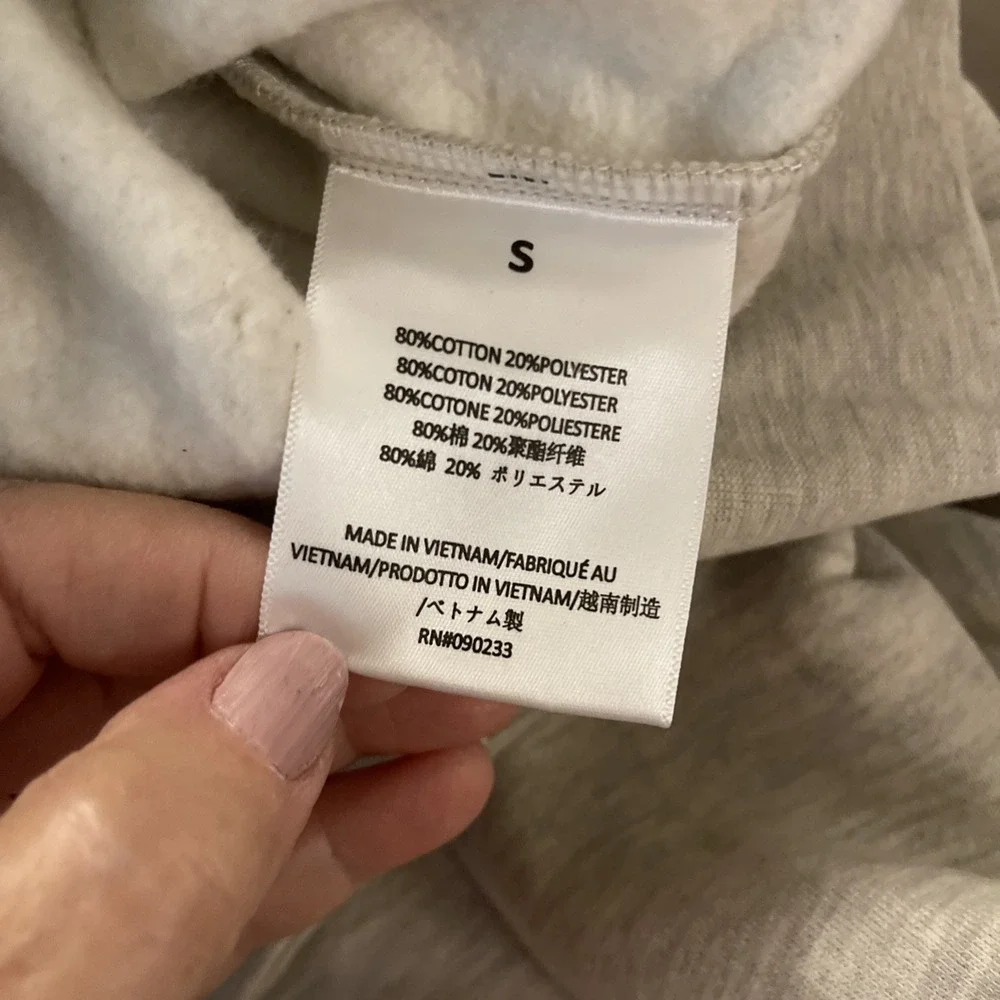 S
80%COTTON 20%POLYESTER
80%COTON 20%POLYESTER
80%COTONE 20%POLIESTERE
80%棉 20%聚酯纤维
80%綿 20% ポリエステル
MADE IN VIETNAM/FABRIQUÉ AU
VIETNAM/PRODOTTO IN VIETNAM/越南制造
/ベトナム製
RN#090233